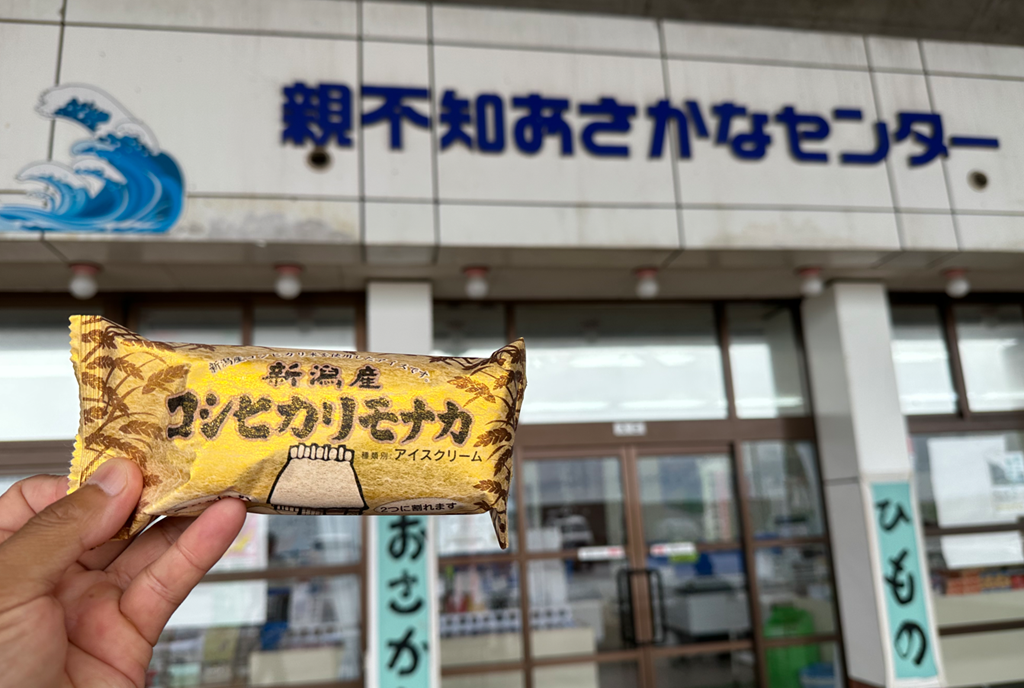 親不知おさかなセンター
新潟産
コシヒカリモナカ
種類別:アイスクリーム
2つに割れます
おさか
ひもの